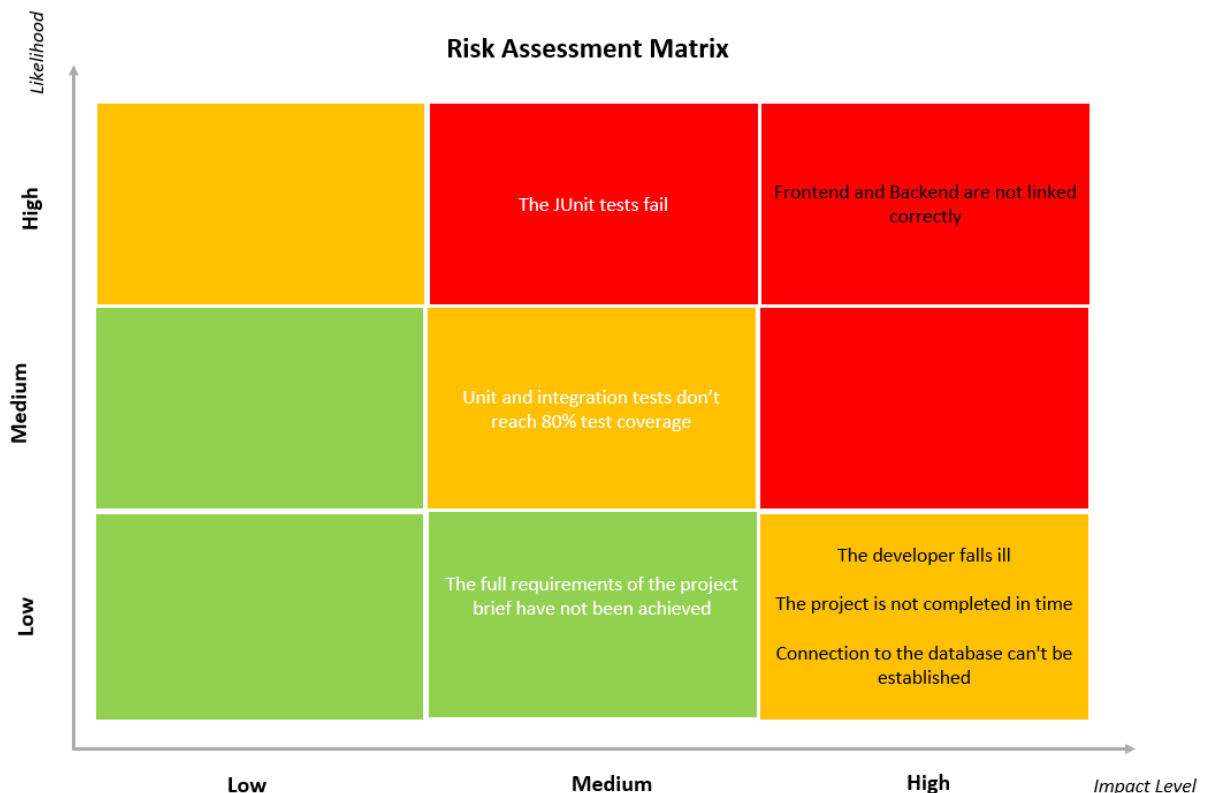 Likelihood
Risk Assessment Matrix
High
The JUnit tests fail
Frontend and Backend are not linked
correctly
Medium
Unit and integration tests don’t
reach 80% test coverage
Low
The full requirements of the project
brief have not been achieved
The developer falls ill
The project is not completed in time
Connection to the database can't be
established
Low
Medium
High
Impact Level